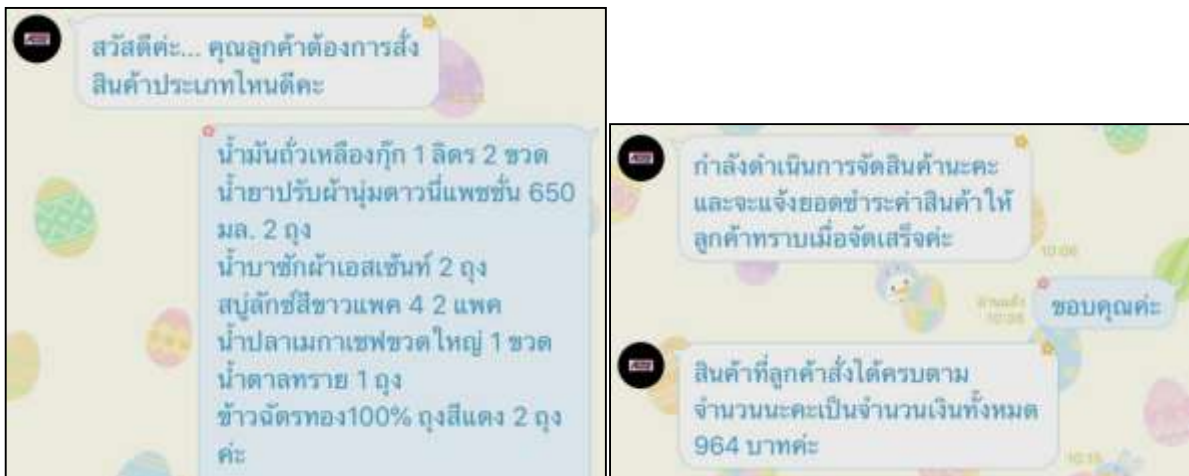 สวัสดีค่ะ... คุณลูกค้าต้องการสั่ง
สินค้าประเภทไหนดีคะ
น้ำมันถั่วเหลืองกุ๊ก 1 ลิตร 2 ขวด
น้ำยาปรับผ้านุ่มดาวนี่แพชชั่น 650
มล. 2 ถุง
น้ำบาซักผ้าเอสเซ้นท์ 2 ถุง
สบู่ลักซ์สีขาวแพค 4 2 แพค
น้ำปลาเมกาเชฟขวดใหญ่ 1 ขวด
น้ำตาลทราย 1 ถุง
ข้าวฉัตรทอง100% ถุงสีแดง 2 ถุง
ค่ะ
กำลังดำเนินการจัดสินค้านะคะ
และจะแจ้งยอดชำระค่าสินค้าให้
ลูกค้าทราบเมื่อจัดเสร็จค่ะ
10:06
ขอบคุณค่ะ
สินค้าที่ลูกค้าสั่งได้ครบตาม
จำนวนนะคะเป็นจำนวนเงินทั้งหมด
964 บาทค่ะ
10:15